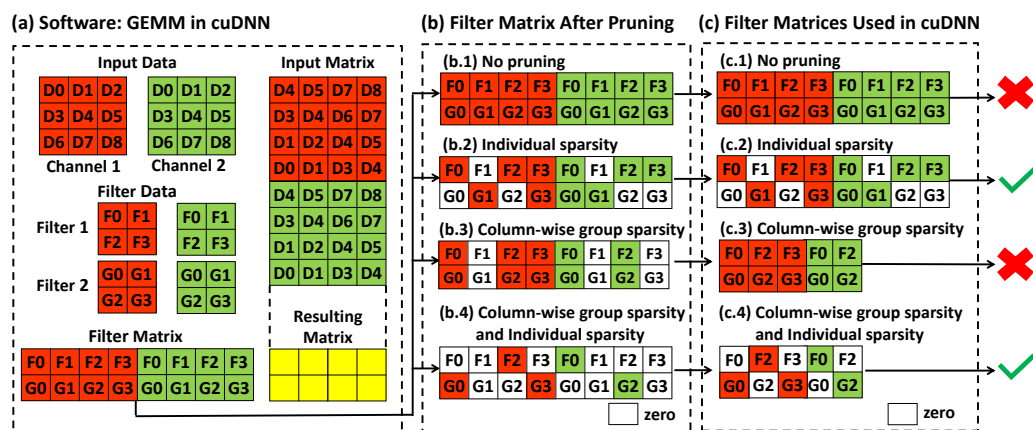 (a) Software: GEMM in cuDNN
Input Data
D0 D1 D2
D3 D4 D5
D6 D7 D8
Channel 1
D0 D1 D2
D3 D4 D5
D6 D7 D8
Channel 2
Filter Data
Filter 1
F0 F1
F2 F3
F0 F1
F2 F3
Filter 2
G0 G1
G2 G3
G0 G1
G2 G3
Input Matrix
D4 D5 D7 D8
D3 D4 D6 D7
D1 D2 D4 D5
D0 D1 D3 D4
D4 D5 D7 D8
D3 D4 D6 D7
D1 D2 D4 D5
D0 D1 D3 D4
Resulting
Matrix
Filter Matrix
F0 F1 F2 F3 F0 F1 F2 F3
G0 G1 G2 G3 G0 G1 G2 G3
(b) Filter Matrix After Pruning
(b.1) No pruning
F0 F1 F2 F3 F0 F1 F2 F3
G0 G1 G2 G3 G0 G1 G2 G3
(b.2) Individual sparsity
F0 F1 F2 F3 F0 F1 F2 F3
G0 G1 G2 G3 G0 G1 G2 G3
(b.3) Column-wise group sparsity
F0 F1 F2 F3 F0 F1 F2 F3
G0 G1 G2 G3 G0 G1 G2 G3
(b.4) Column-wise group sparsity
and Individual sparsity
F0 F1 F2 F3 F0 F1 F2 F3
G0 G1 G2 G3 G0 G1 G2 G3
zero
(c) Filter Matrices Used in cuDNN
(c.1) No pruning
F0 F1 F2 F3 F0 F1 F2 F3
G0 G1 G2 G3 G0 G1 G2 G3
(c.2) Individual sparsity
F0 F1 F2 F3 F0 F1 F2 F3
G0 G1 G2 G3 G0 G1 G2 G3
(c.3) Column-wise group sparsity
F0 F2 F3 F0 F2
G0 G2 G3 G0 G2
(c.4) Column-wise group sparsity
and Individual sparsity
F0 F2 F3 F0 F2
G0 G2 G3 G0 G2
zero